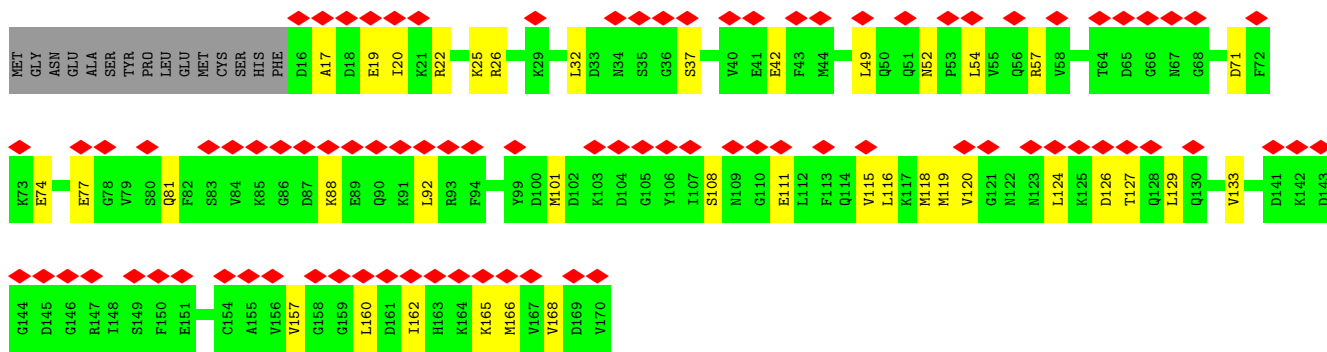 MET GLY ASN GLU ALA SER TYR PRO LEU GLU MET CYS SER HIS PHE D16 A17 D18 E19 I20 K21 R22 K25 R26 K29 L32 D33 N34 S35 G36 S37 V40 E41 E42 F43 M44 L49 Q50 Q51 N52 P53 L54 V55 Q56 R57 V58 T64 D65 G66 N67 G68 D71 F72
K73 E74 E77 G78 V79 S80 Q81 F82 S83 V84 K85 G86 D87 K88 E89 Q90 K91 L92 R93 F94 Y99 D100 M101 D102 K103 D104 G105 Y106 I107 S108 N109 G110 E111 L112 F113 Q114 V115 L116 K117 M118 M119 V120 G121 N122 N123 L124 K125 D126 T127 Q128 L129 Q130 V133 D141 K142 D143
G144 D145 G146 R147 I148 S149 F150 E151 C154 A155 V156 V157 G158 G159 L160 D161 I162 H163 K164 K165 M166 V167 V168 D169 V170